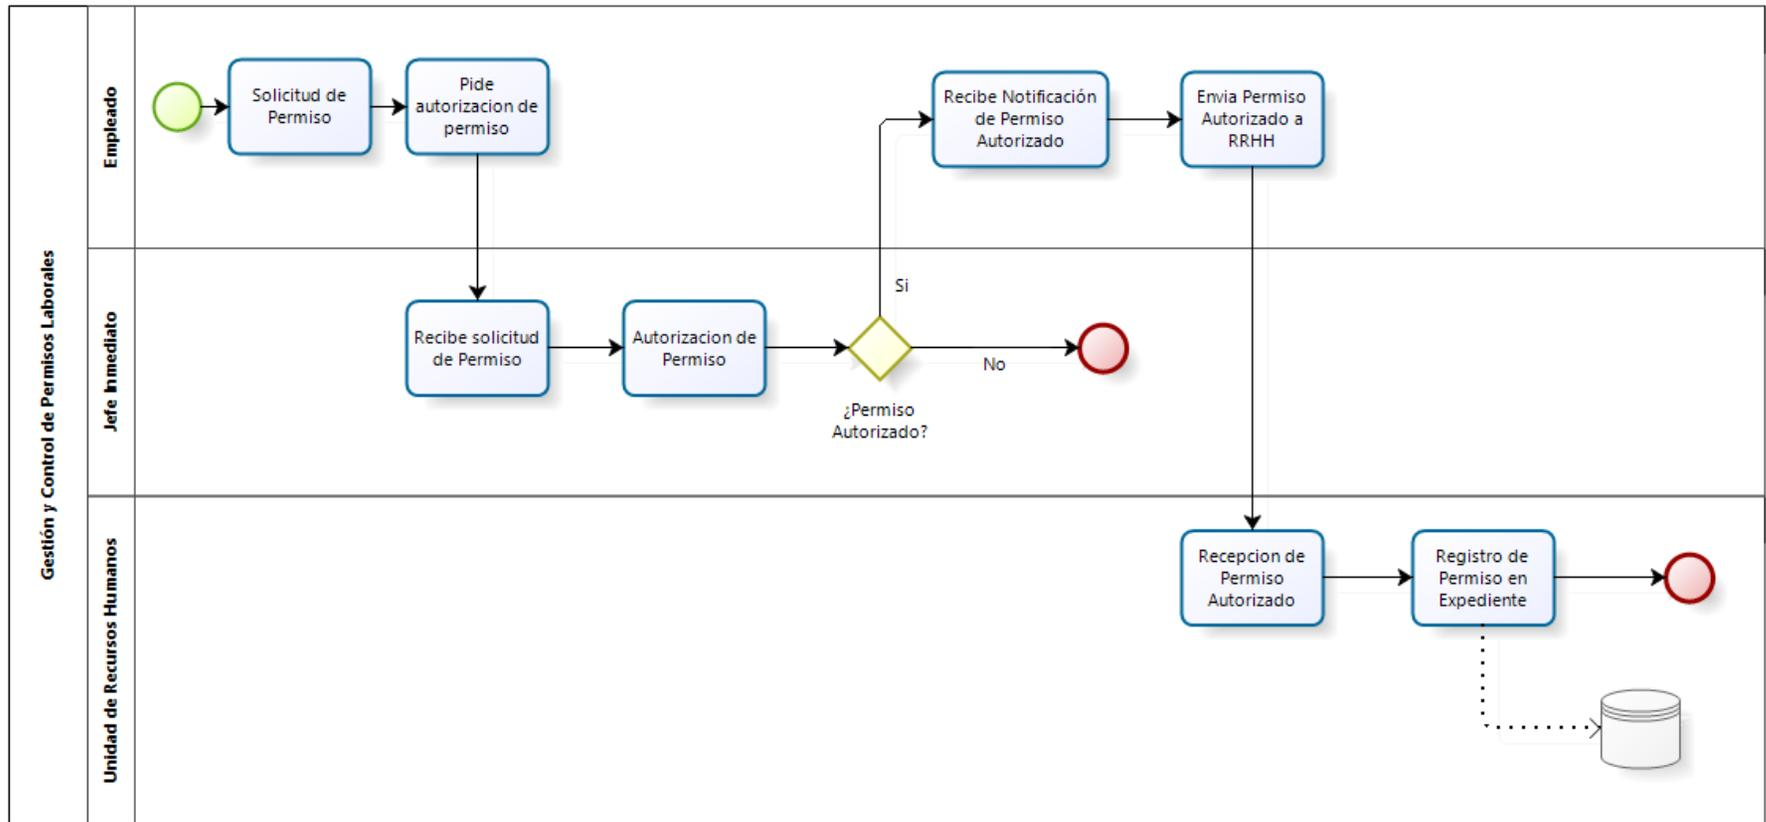 Gestión y Control de Permisos Laborales
Empleado
Solicitud de
Permiso
Pide
autorizacion de
permiso
Recibe Notificación
de Permiso
Autorizado
Envia Permiso
Autorizado a
RRHH
Jefe Inmediato
Recibe solicitud
de Permiso
Autorizacion de
Permiso
¿Permiso
Autorizado?
Si
No
Unidad de Recursos Humanos
Recepcion de
Permiso
Autorizado
Registro de
Permiso en
Expediente